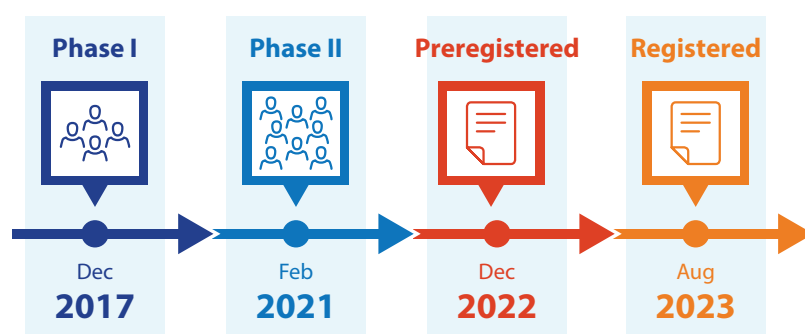 Phase I
Phase II
Preregistered
Registered
Dec
Feb
Dec
Aug
2017
2021
2022
2023